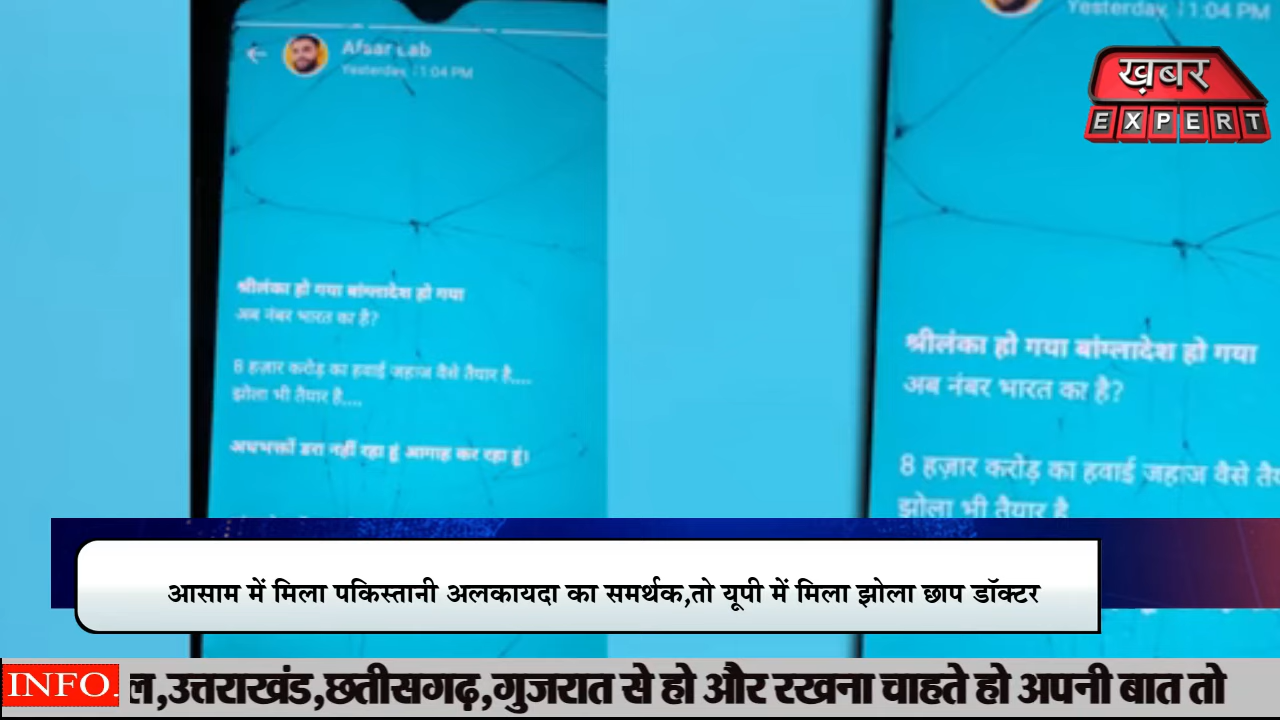 Afsar Lab
Yesterday, 11:04 PM
श्रीलंका हो गया बांग्लादेश हो गया
अब नंबर भारत का है?
8 हज़ार करोड़ का हवाई जहाज वैसे तैयार है....
झोला भी तैयार है....
अंधभक्तों डरा नहीं रहा हूं आगाह कर रहा हूं।
Yesterday, 11:04 PM
श्रीलंका हो गया बांग्लादेश हो गया
अब नंबर भारत का है?
8 हज़ार करोड़ का हवाई जहाज वैसे
झोला भी तैयार है
ख़बर
EXPERT
आसाम में मिला पकिस्तानी अलकायदा का समर्थक,तो यूपी में मिला झोला छाप डॉक्टर
INFO.
ल,उत्तराखंड,छतीसगढ़,गुजरात से हो और रखना चाहते हो अपनी बात तो